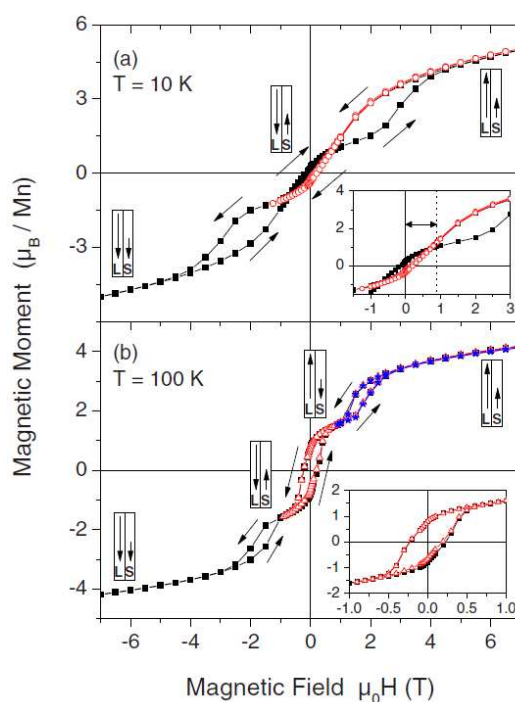 6
3
0
-3
Magnetic Moment (μB / Mn)
(a)
T = 10 K
L S
L S
L S
4
2
0
-1 0 1 2 3
4
2
0
-2
-4
(b)
T = 100 K
L S
L S
L S
L S
2
1
0
-1
-2
-1.0 -0.5 0.0 0.5 1.0
-6 -4 -2 0 2 4 6
Magnetic Field μ0H (T)